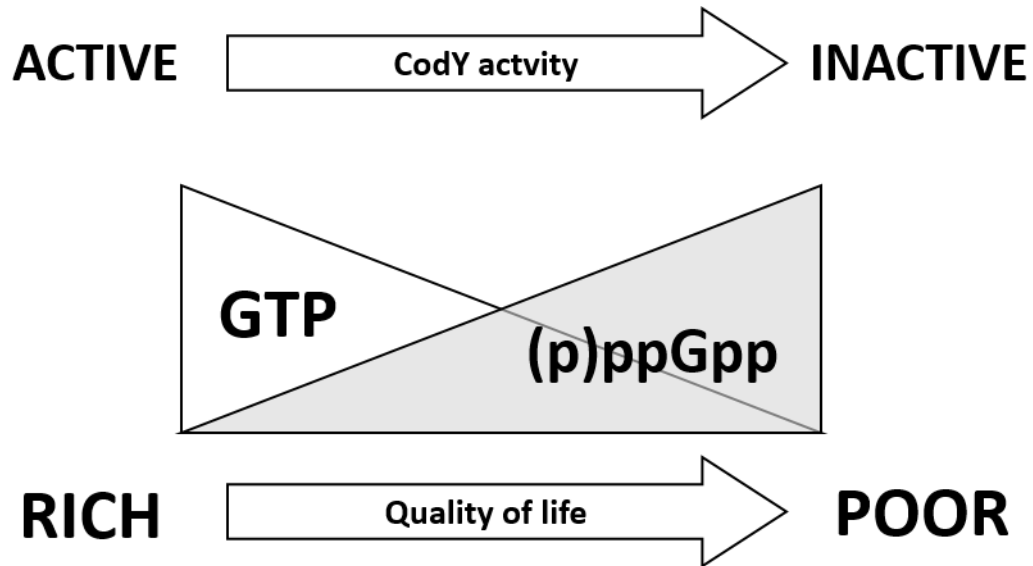 ACTIVE
CodY actvity
INACTIVE
GTP
(p)ppGpp
RICH
Quality of life
POOR